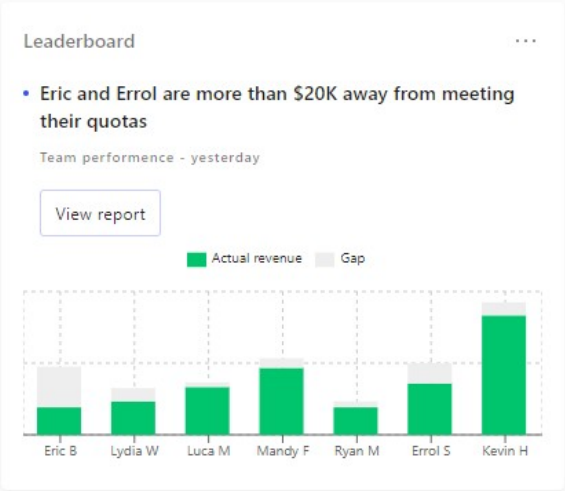 Leaderboard
Eric and Errol are more than $20K away from meeting
their quotas
Team performence - yesterday
View report
Actual revenue Gap
Eric B Lydia W Luca M Mandy F Ryan M Errol S Kevin H